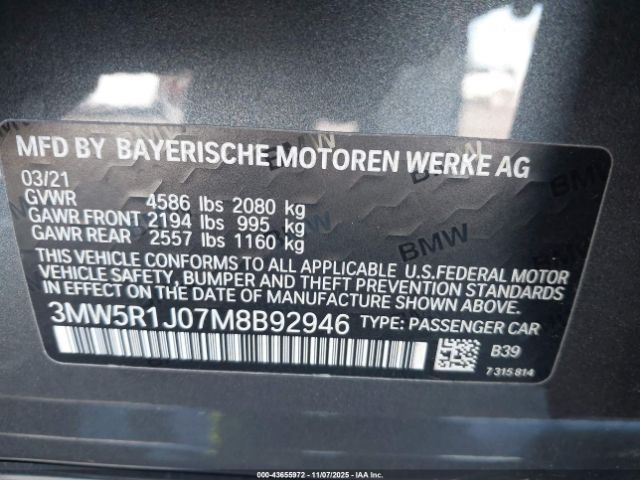 MFD BY BAYERISCHE MOTOREN WERKE AG
03/21
GVWR 4586 lbs 2080 kg
GAWR FRONT 2194 lbs 995 kg
GAWR REAR 2557 lbs 1160 kg
THIS VEHICLE CONFORMS TO ALL APPLICABLE U.S.FEDERAL MOTOR
VEHICLE SAFETY, BUMPER AND THEFT PREVENTION STANDARDS
IN EFFECT ON THE DATE OF MANUFACTURE SHOWN ABOVE.
3MW5R1J07M8B92946 TYPE: PASSENGER CAR
B39
7 315 814
BMW
000-43655972 — 11/07/2025 - IAA Inc.